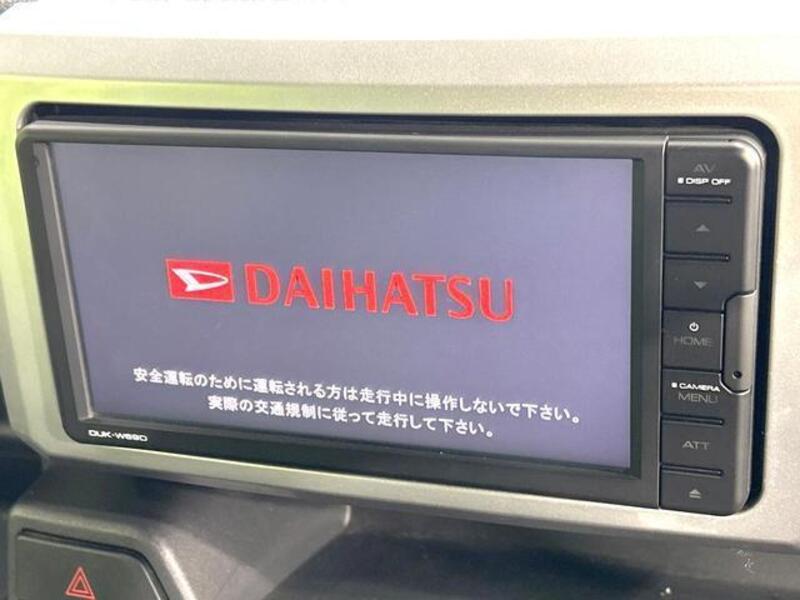 AV
DISP OFF
DAIHATSU
HOME
CAMERA
MENU
安全運転のために運転される方は走行中に操作しないで下さい。
実際の交通規制に従って走行して下さい。
DUK-W69D
ATT